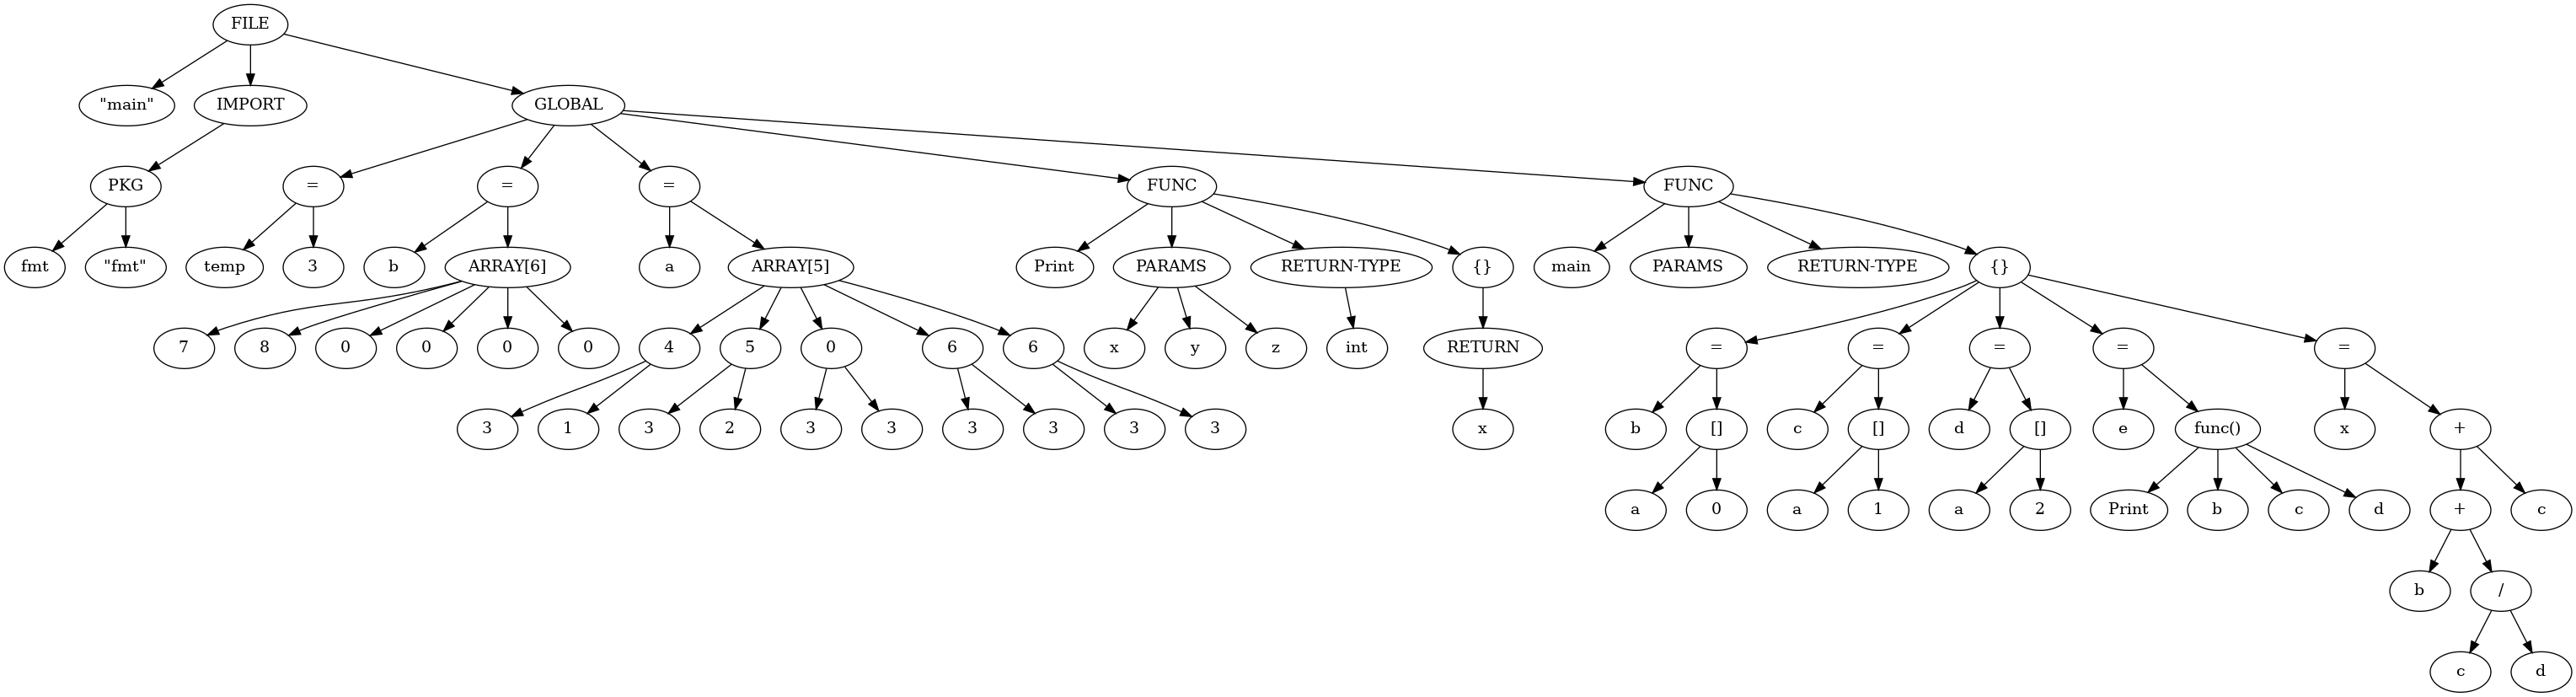 FILE
"main" IMPORT GLOBAL
PKG = = = FUNC FUNC
fmt "fmt" temp 3 b ARRAY[6] a ARRAY[5] Print PARAMS RETURN-TYPE {} main PARAMS RETURN-TYPE {}
7 8 0 0 0 0 4 5 0 6 6 x y z int RETURN = = = = =
3 1 3 2 3 3 3 3 3 3 x b [] c [] d [] e func() x +
a 0 a 1 a 2 Print b c d + c
b /
c d